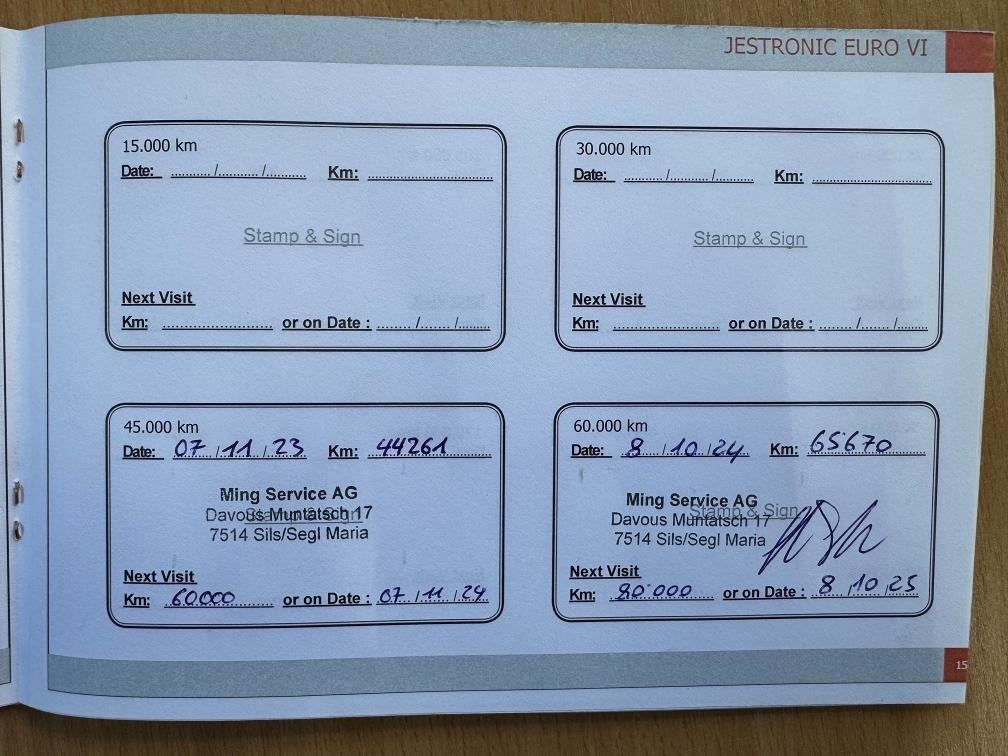 JESTRONIC EURO VI
15.000 km
Date: ........../........../.......... Km: ..............................
Stamp & Sign
Next Visit
Km: .......................... or on Date : ......../......./........
30.000 km
Date: ........../........../.......... Km: ..............................
Stamp & Sign
Next Visit
Km: .......................... or on Date : ......../......./........
45.000 km
Date: 07/11/23 Km: 44261
Stamp & Sign
Ming Service AG
Davous Muntatsch 17
7514 Sils/Segl Maria
Next Visit
Km: 60000 or on Date : 07/11/24
60.000 km
Date: 8/10/24 Km: 65670
Stamp & Sign
Ming Service AG
Davous Muntatsch 17
7514 Sils/Segl Maria
Next Visit
Km: 80'000 or on Date : 8/10/25
15